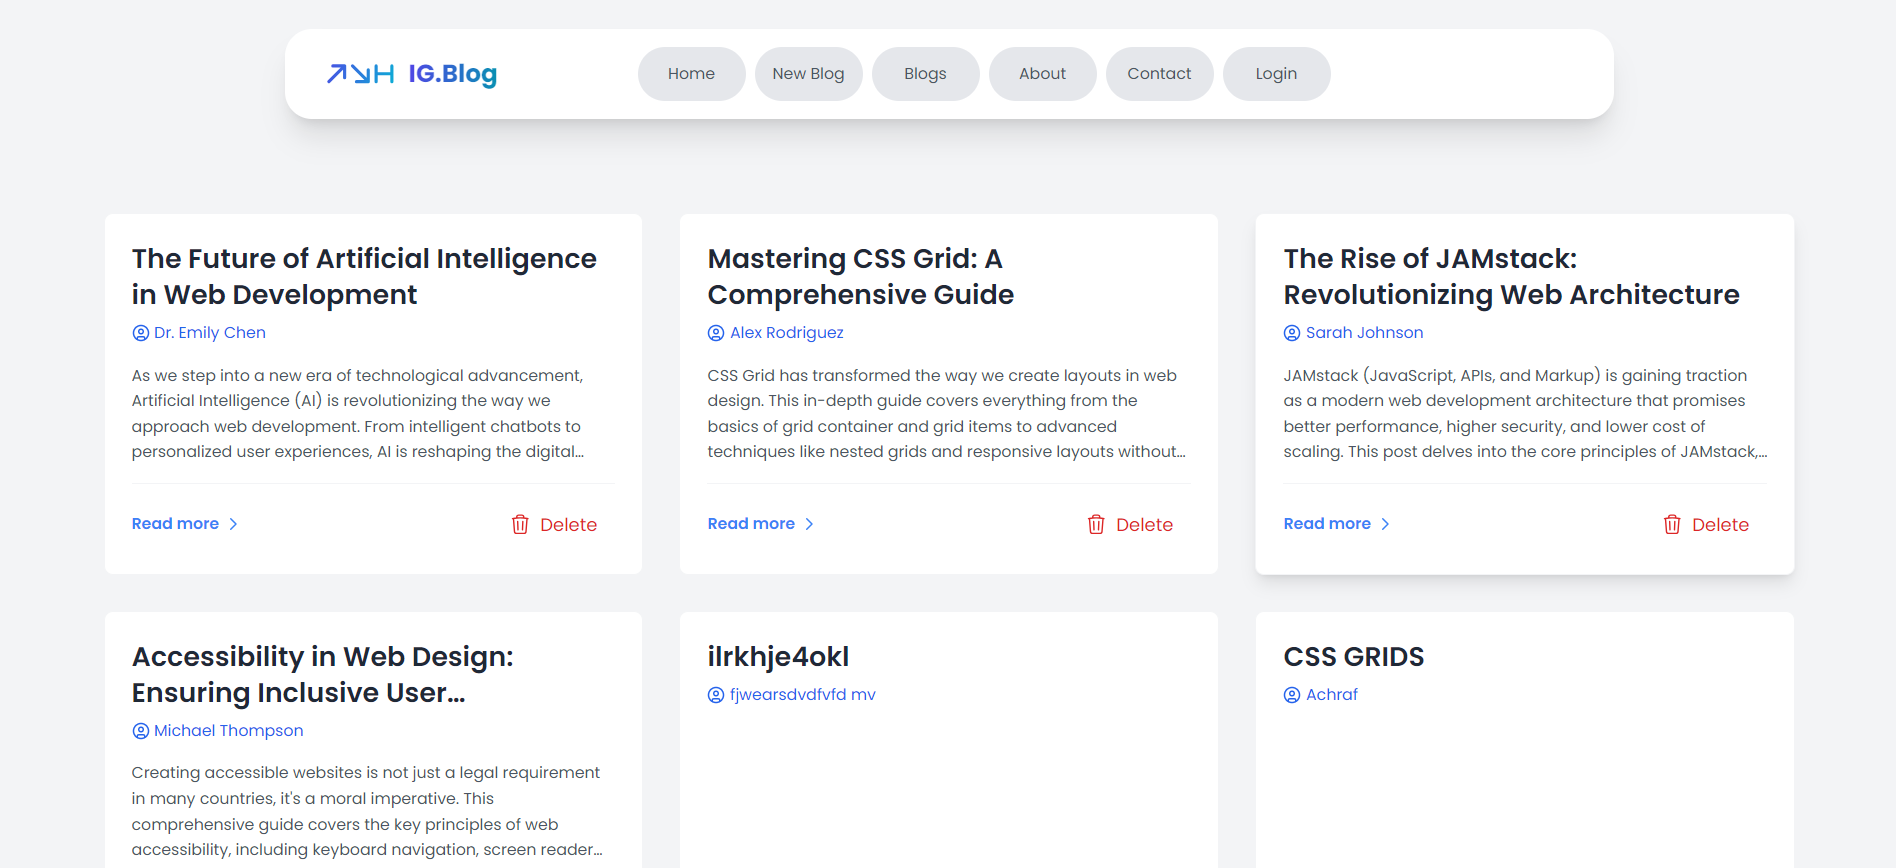 IG.Blog
Home
New Blog
Blogs
About
Contact
Login
The Future of Artificial Intelligence
in Web Development
Dr. Emily Chen
As we step into a new era of technological advancement,
Artificial Intelligence (AI) is revolutionizing the way we
approach web development. From intelligent chatbots to
personalized user experiences, AI is reshaping the digital...
Read more
Delete
Mastering CSS Grid: A
Comprehensive Guide
Alex Rodriguez
CSS Grid has transformed the way we create layouts in web
design. This in-depth guide covers everything from the
basics of grid container and grid items to advanced
techniques like nested grids and responsive layouts without...
Read more
Delete
The Rise of JAMstack:
Revolutionizing Web Architecture
Sarah Johnson
JAMstack (JavaScript, APIs, and Markup) is gaining traction
as a modern web development architecture that promises
better performance, higher security, and lower cost of
scaling. This post delves into the core principles of JAMstack,...
Read more
Delete
Accessibility in Web Design:
Ensuring Inclusive User...
Michael Thompson
Creating accessible websites is not just a legal requirement
in many countries, it's a moral imperative. This
comprehensive guide covers the key principles of web
accessibility, including keyboard navigation, screen reader...
ilrkhje4okl
fjwearsdvdfvfd mv
CSS GRIDS
Achraf